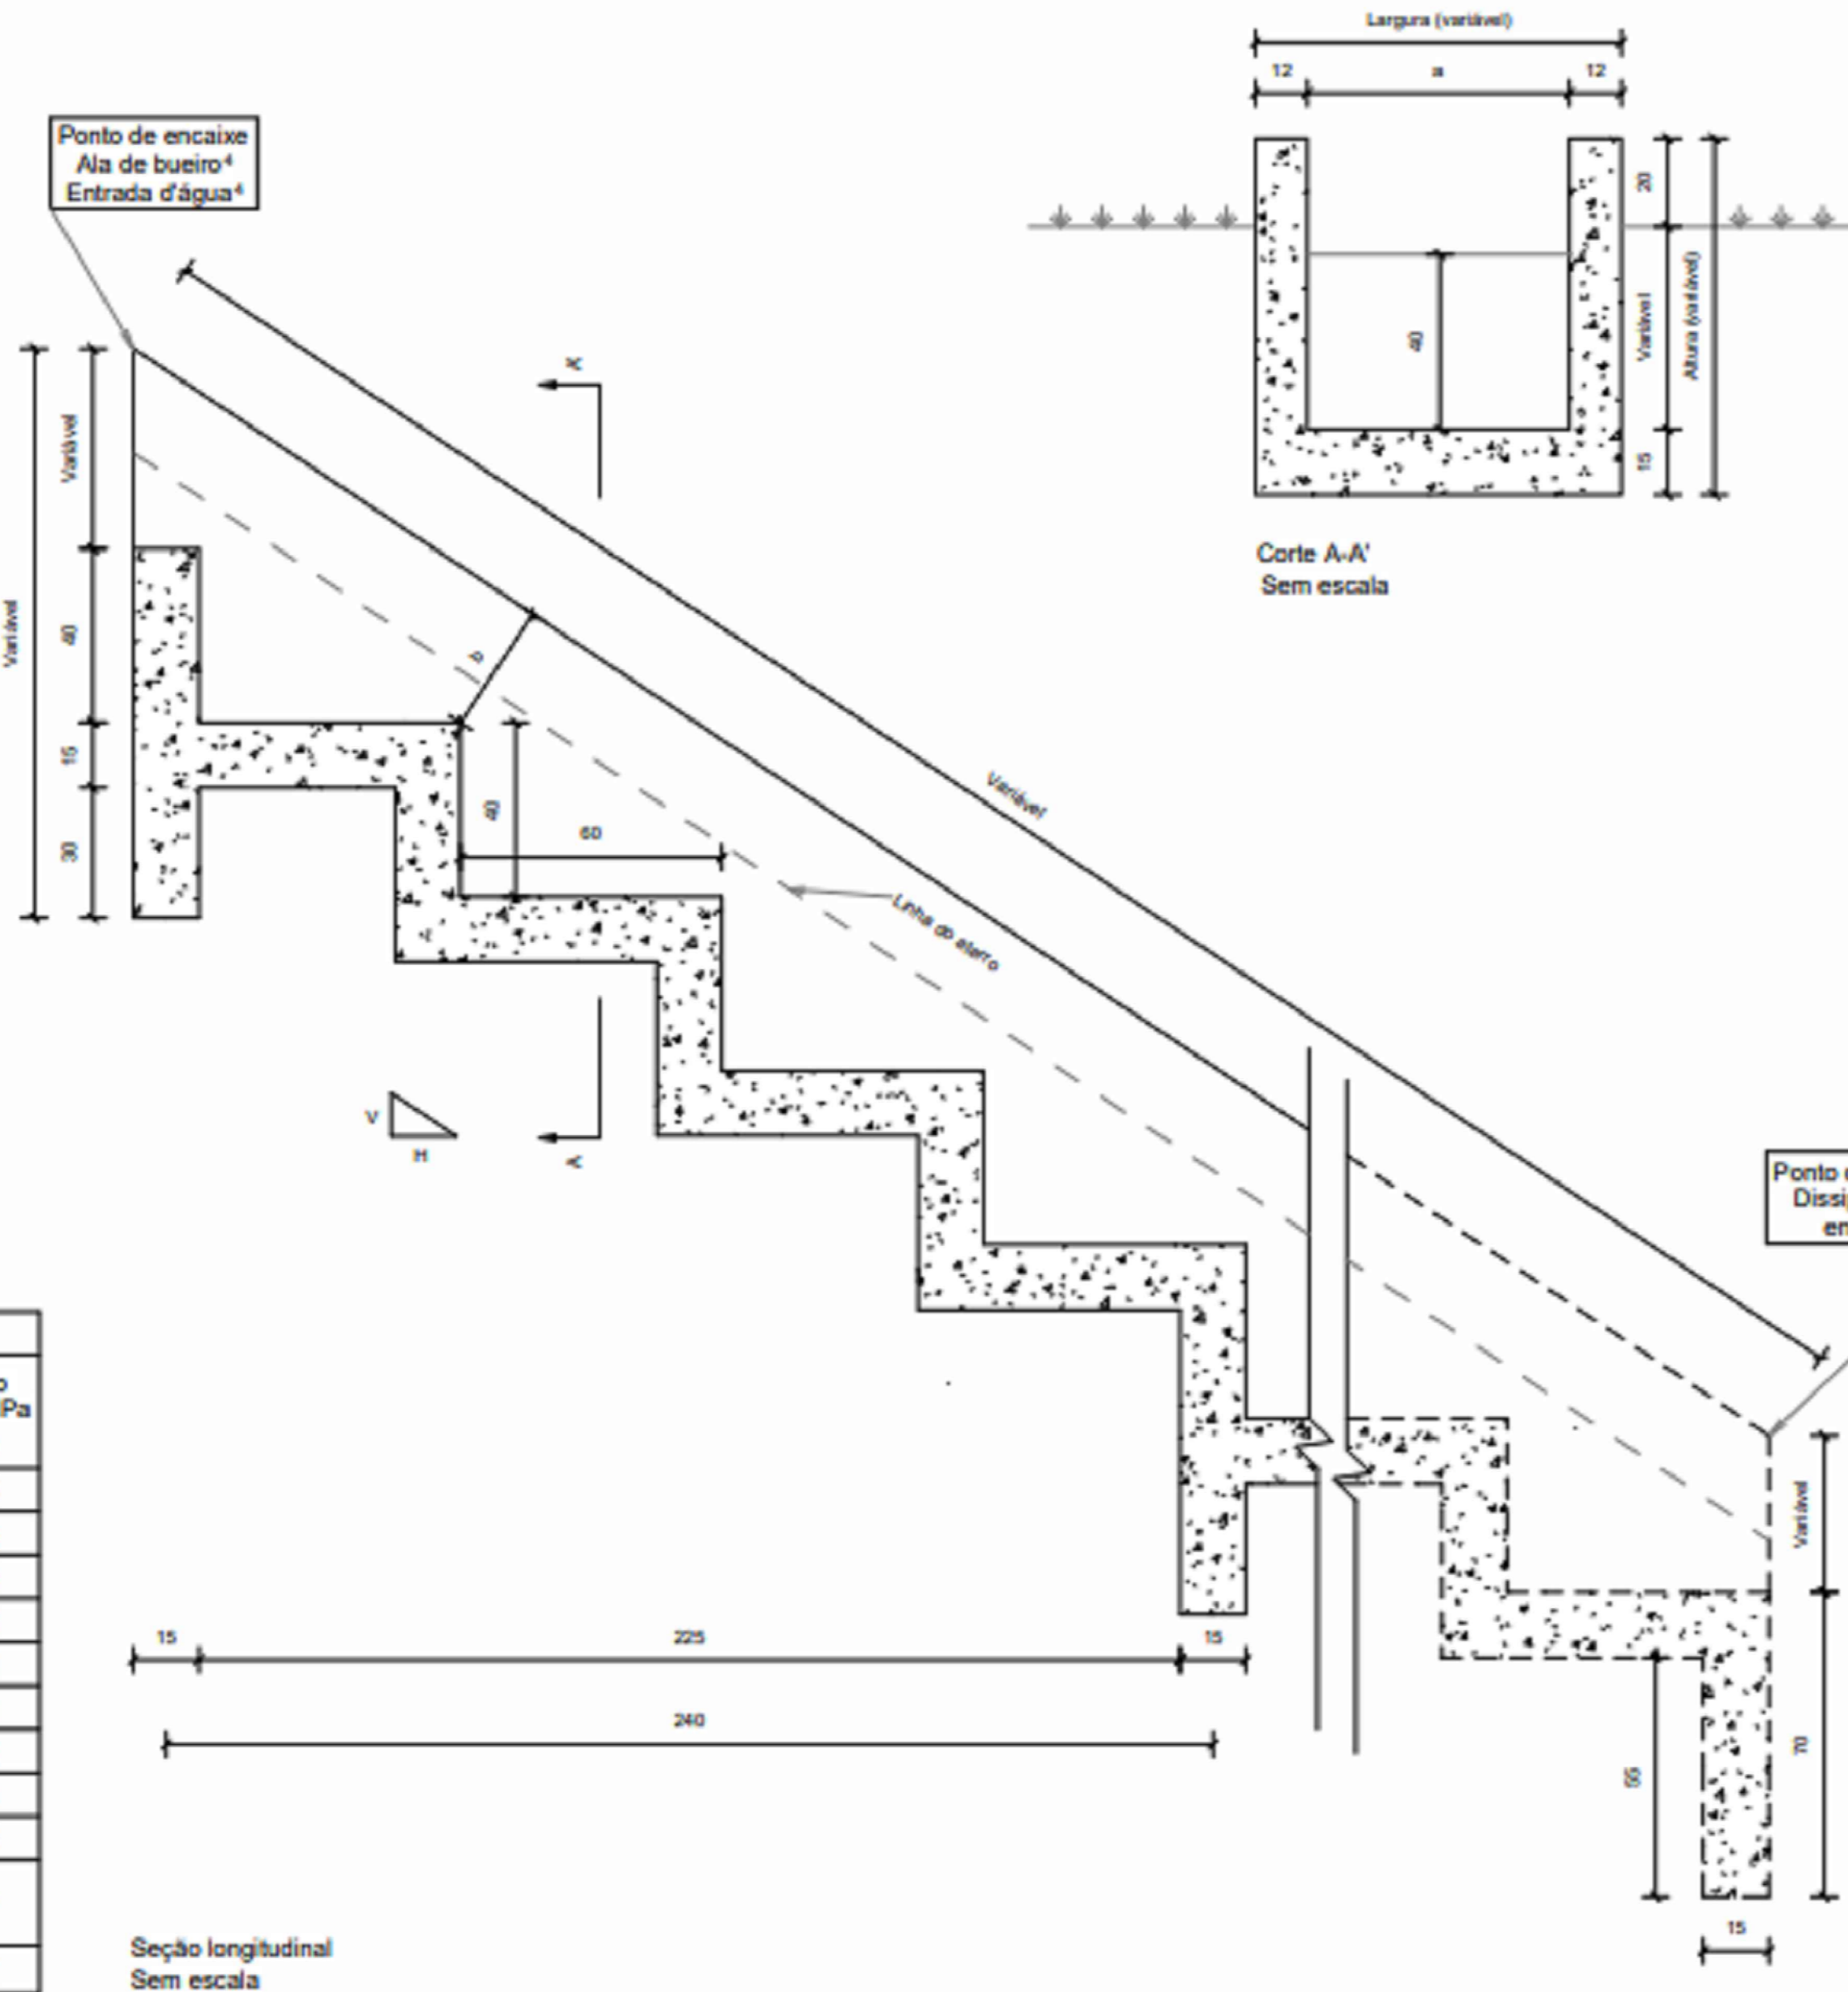 Largura (variável)
12
a
12
Ponto de encaixe
Ala de bueiro⁴
Entrada d'água⁴
20
Variável
Altura (variável)
40
15
Corte A-A'
Sem escala
Variável
Variável
40
15
30
40
60
Variável
Linha do aterro
V
H
Ponto
IPa
Variável
70
55
15
15
225
15
240
Seção longitudinal
Sem escala